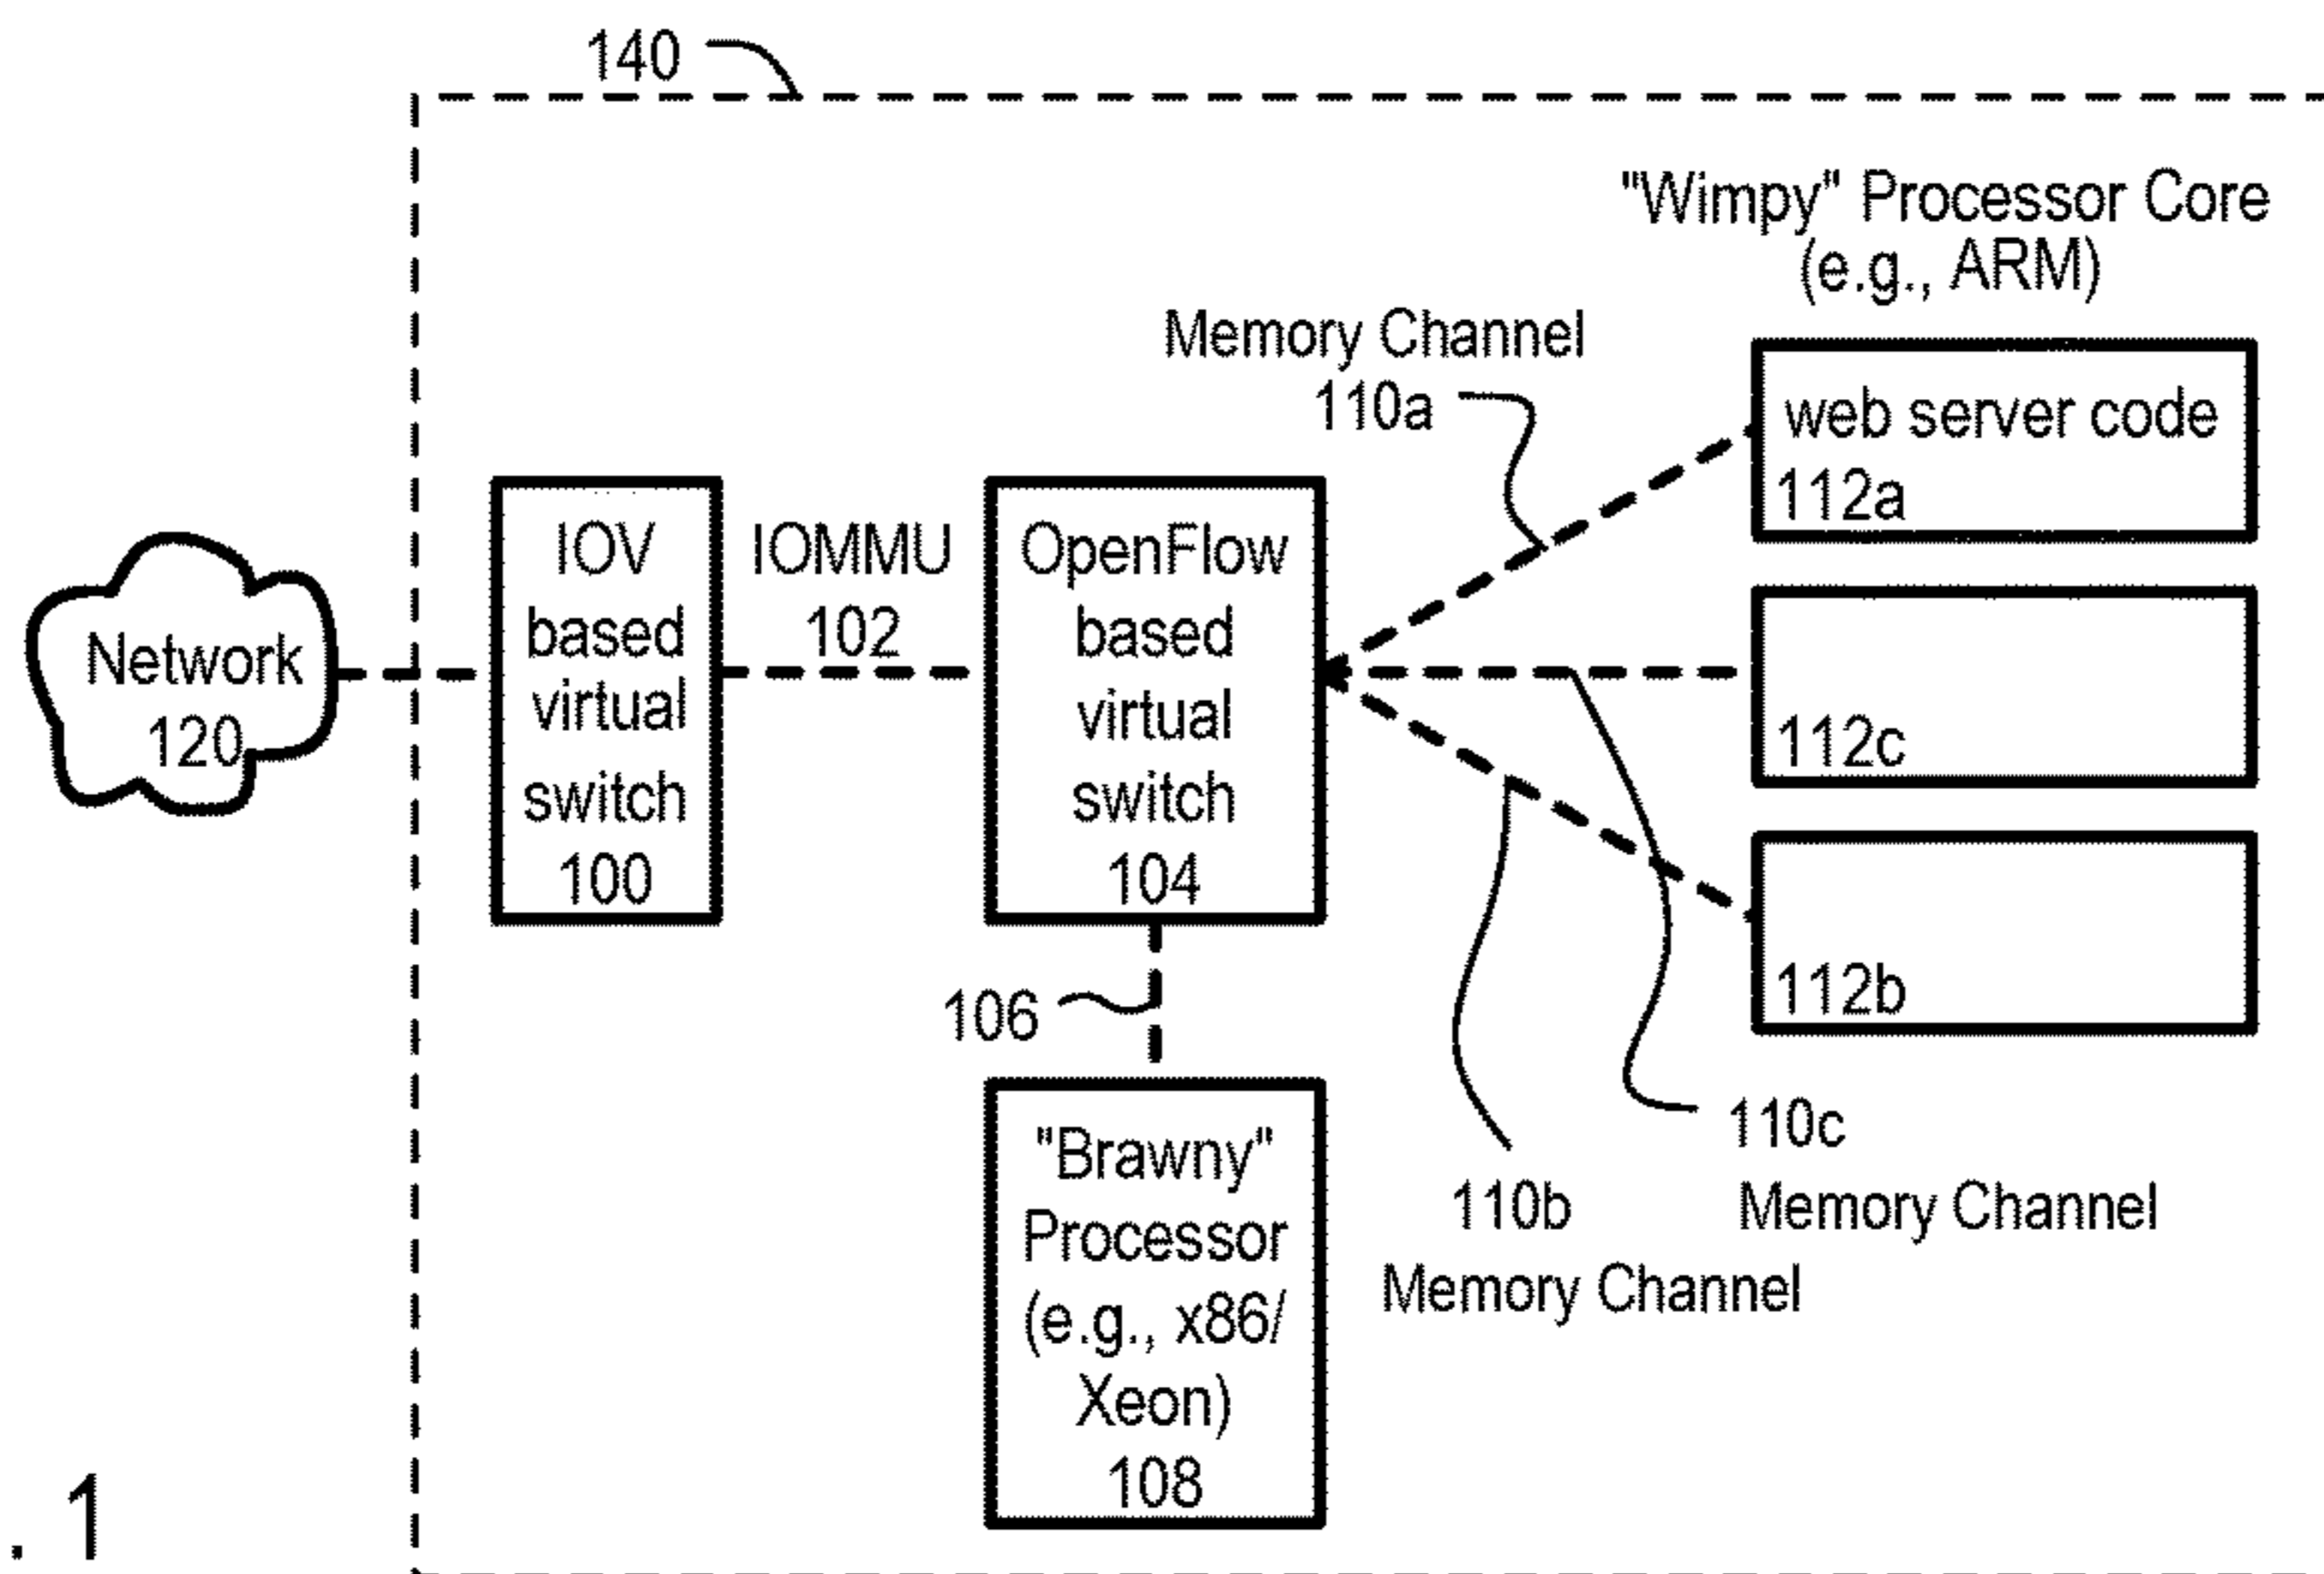 140
"Wimpy" Processor Core
(e.g., ARM)
Memory Channel
110a
web server code
112a
IOV
based
virtual
switch
100
IOMMU
102
OpenFlow
based
virtual
switch
104
Network
120
112c
112b
106
"Brawny"
Processor
(e.g., x86/
Xeon)
108
110c
Memory Channel
110b
Memory Channel
. 1